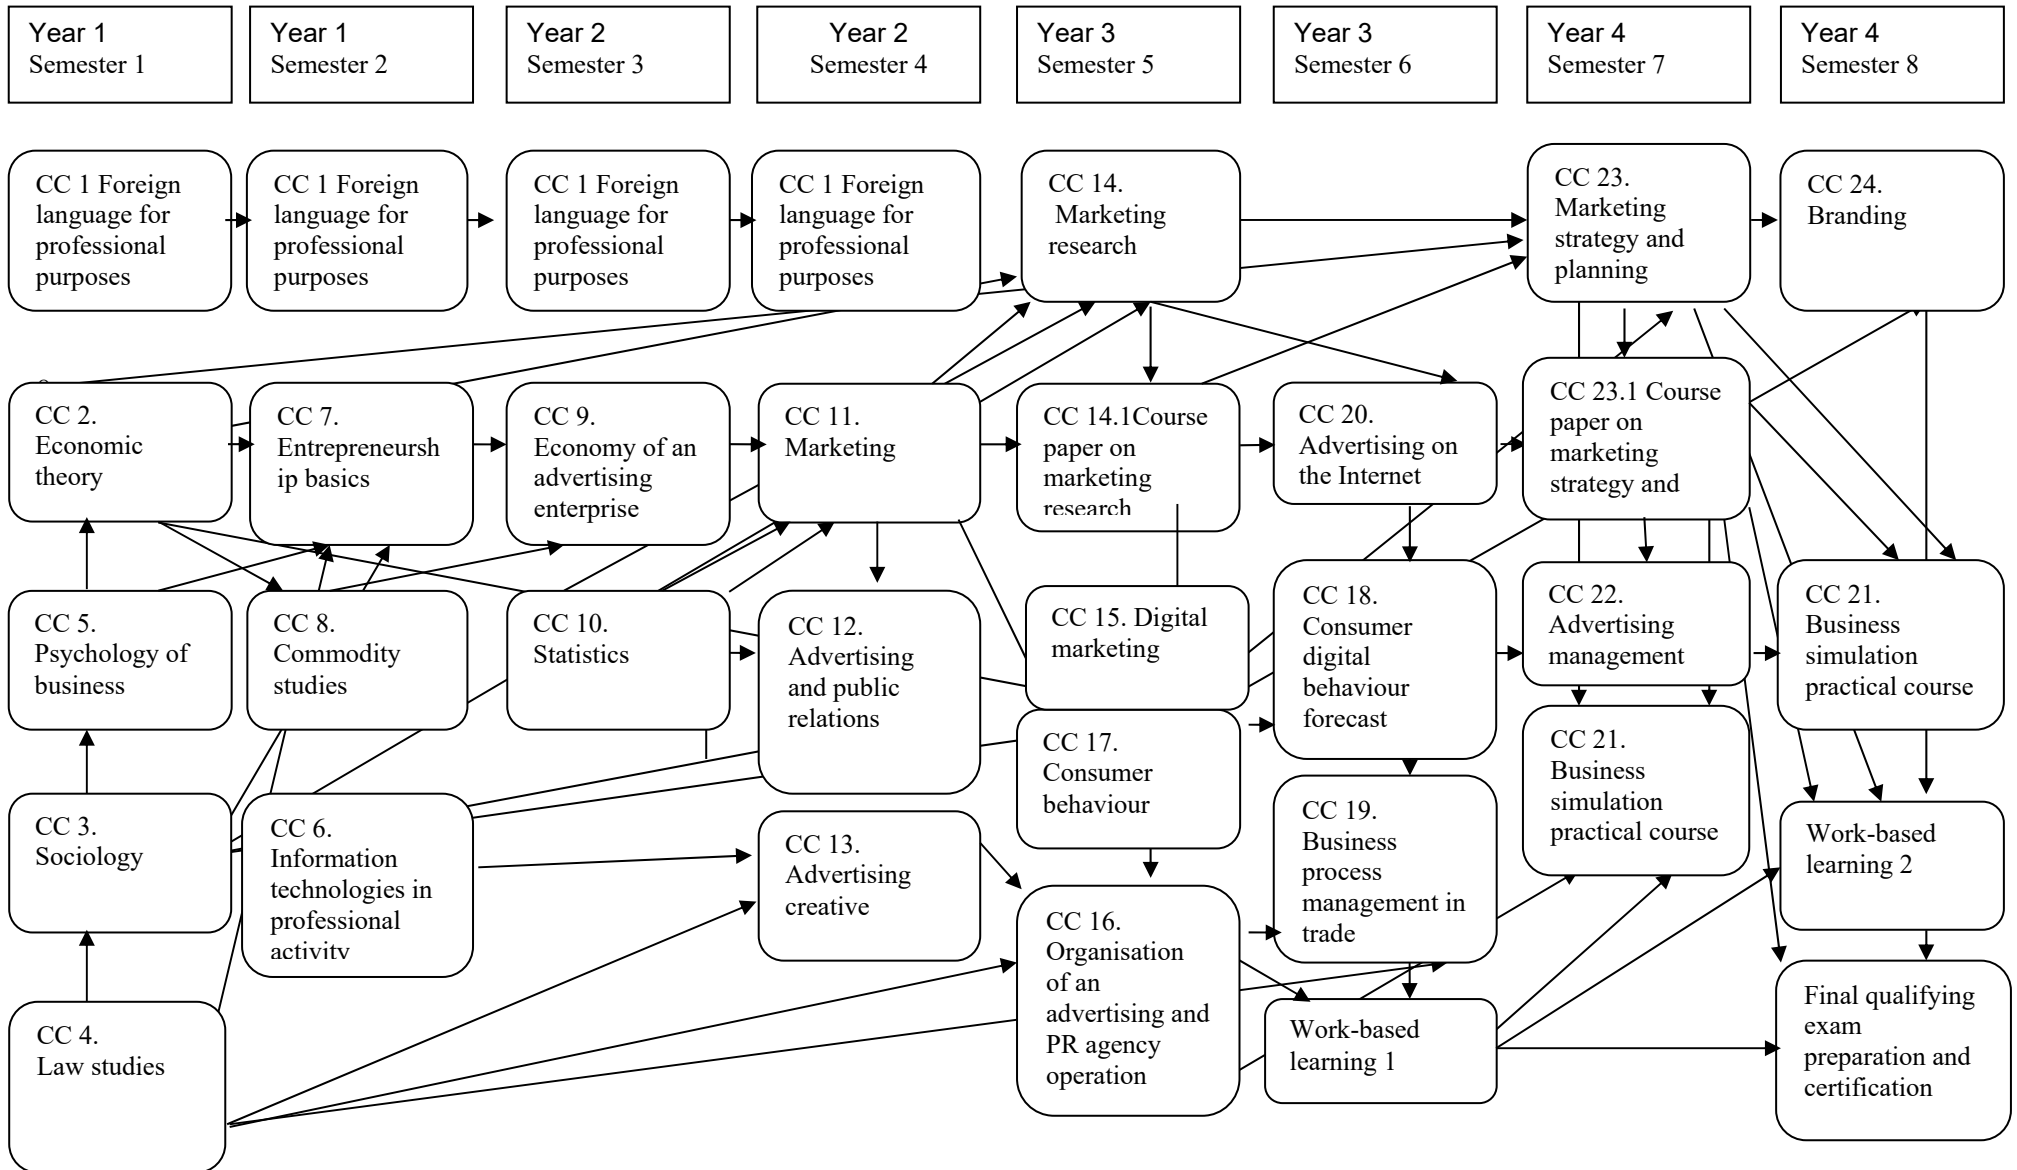 Year 1
Semester 1
Year 1
Semester 2
Year 2
Semester 3
Year 2
Semester 4
Year 3
Semester 5
Year 3
Semester 6
Year 4
Semester 7
Year 4
Semester 8
CC 1 Foreign
language for
professional
purposes
CC 1 Foreign
language for
professional
purposes
CC 1 Foreign
language for
professional
purposes
CC 1 Foreign
language for
professional
purposes
CC 14.
Marketing
research
CC 23.
Marketing
strategy and
planning
CC 24.
Branding
CC 2.
Economic
theory
CC 7.
Entrepreneursh
ip basics
CC 9.
Economy of an
advertising
enterprise
CC 11.
Marketing
CC 14.1Course
paper on
marketing
research
CC 20.
Advertising on
the Internet
CC 23.1 Course
paper on
marketing
strategy and
CC 5.
Psychology of
business
CC 8.
Commodity
studies
CC 10.
Statistics
CC 12.
Advertising
and public
relations
CC 15. Digital
marketing
CC 18.
Consumer
digital
behaviour
forecast
CC 22.
Advertising
management
CC 21.
Business
simulation
practical course
CC 3.
Sociology
CC 6.
Information
technologies in
professional
activity
CC 13.
Advertising
creative
CC 17.
Consumer
behaviour
CC 19.
Business
process
management in
trade
CC 21.
Business
simulation
practical course
Work-based
learning 2
CC 4.
Law studies
CC 16.
Organisation
of an
advertising and
PR agency
operation
Work-based
learning 1
Final qualifying
exam
preparation and
certification